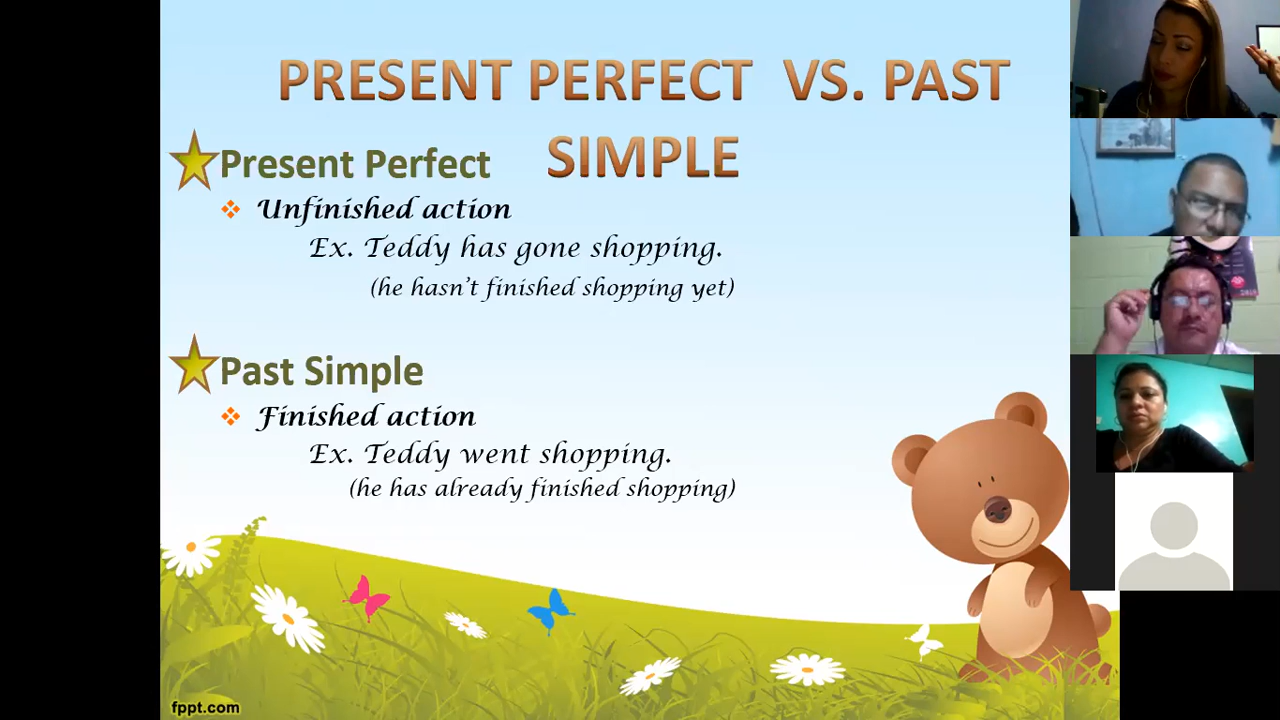 PRESENT PERFECT VS. PAST
SIMPLE
Present Perfect
Unfinished action
Ex. Teddy has gone shopping.
(he hasn't finished shopping yet)
Past Simple
Finished action
Ex. Teddy went shopping.
(he has already finished shopping)
fppt.com